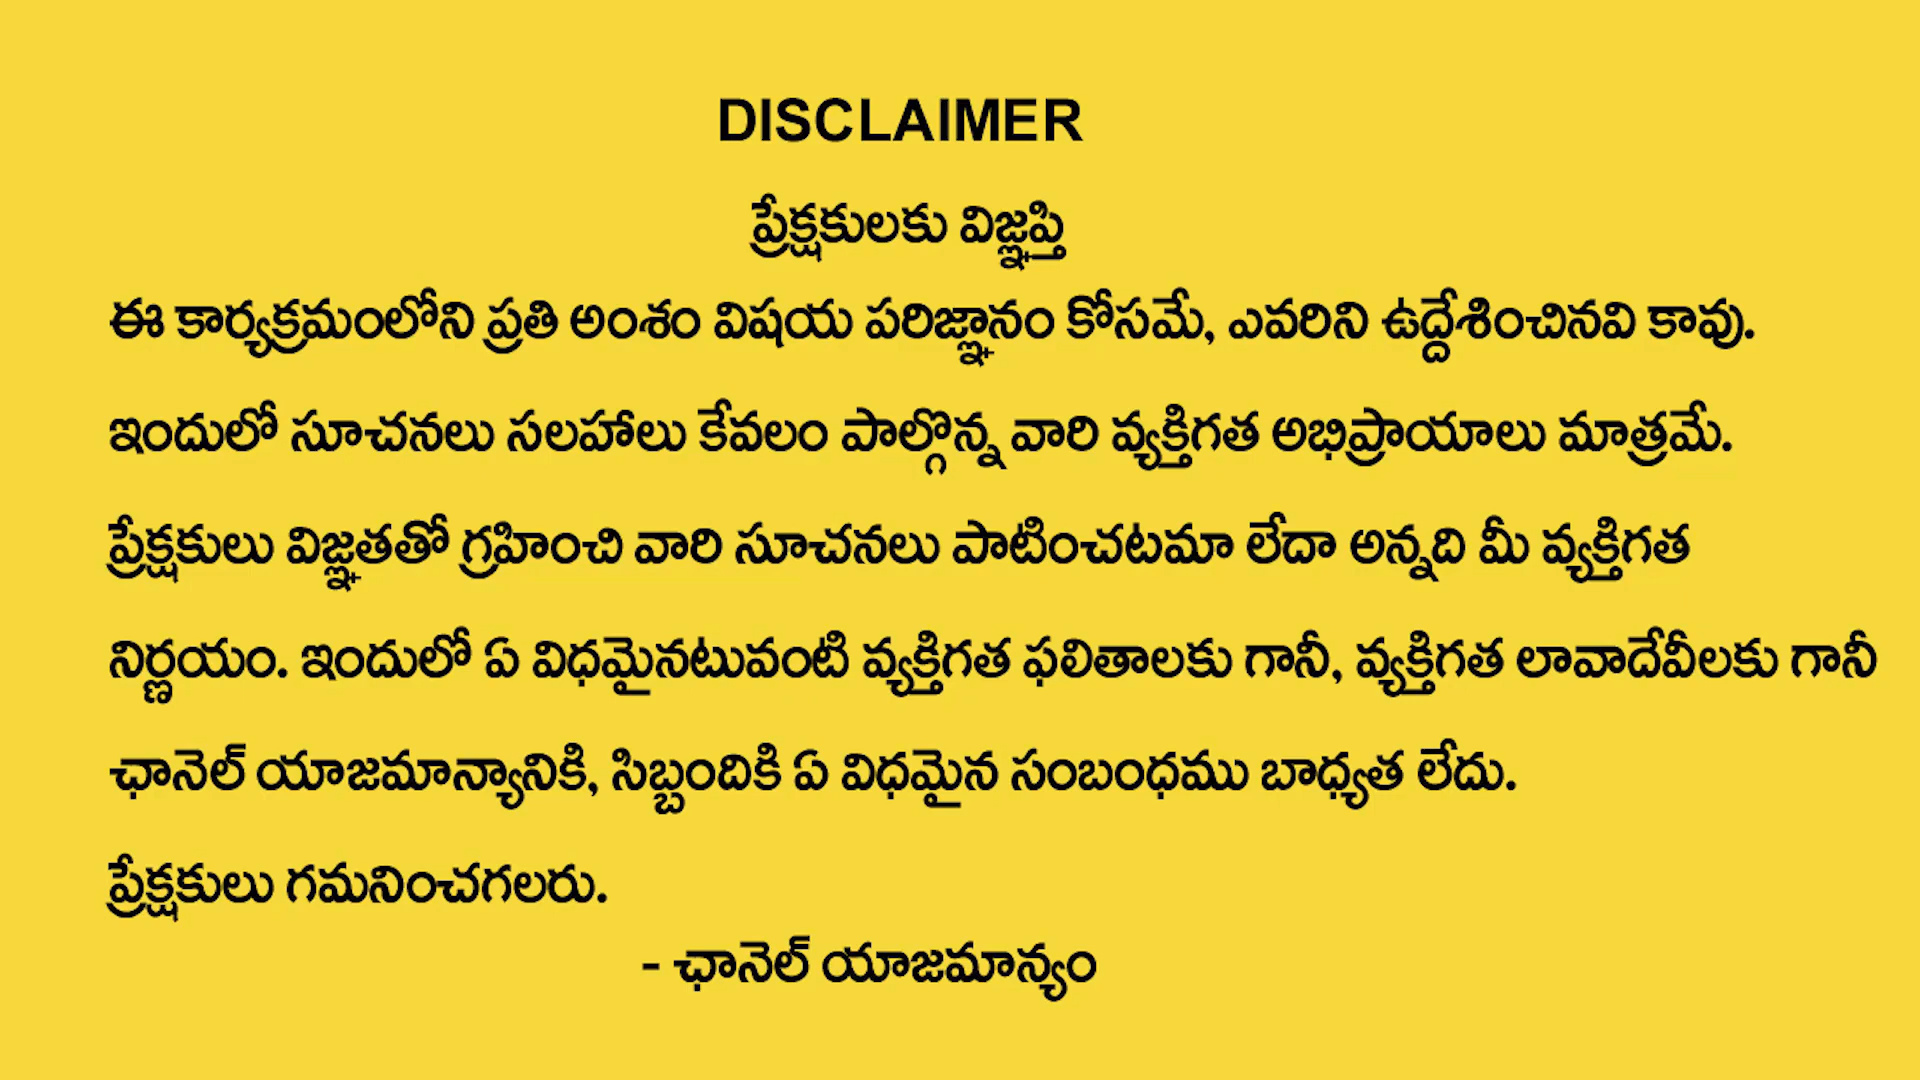 DISCLAIMER
ప్రేక్షకులకు విజ్ఞప్తి
ఈ కార్యక్రమంలోని ప్రతి అంశం విషయ పరిజ్ఞానం కోసమే, ఎవరిని ఉద్దేశించినవి కావు.
ఇందులో సూచనలు సలహాలు కేవలం పాల్గొన్న వారి వ్యక్తిగత అభిప్రాయాలు మాత్రమే.
ప్రేక్షకులు విజ్ఞతతో గ్రహించి వారి సూచనలు పాటించటమా లేదా అన్నది మీ వ్యక్తిగత
నిర్ణయం. ఇందులో ఏ విధమైనటువంటి వ్యక్తిగత ఫలితాలకు గానీ, వ్యక్తిగత లావాదేవీలకు గానీ
ఛానెల్ యాజమాన్యానికి, సిబ్బందికి ఏ విధమైన సంబంధము బాధ్యత లేదు.
ప్రేక్షకులు గమనించగలరు.
- ఛానెల్ యాజమాన్యం